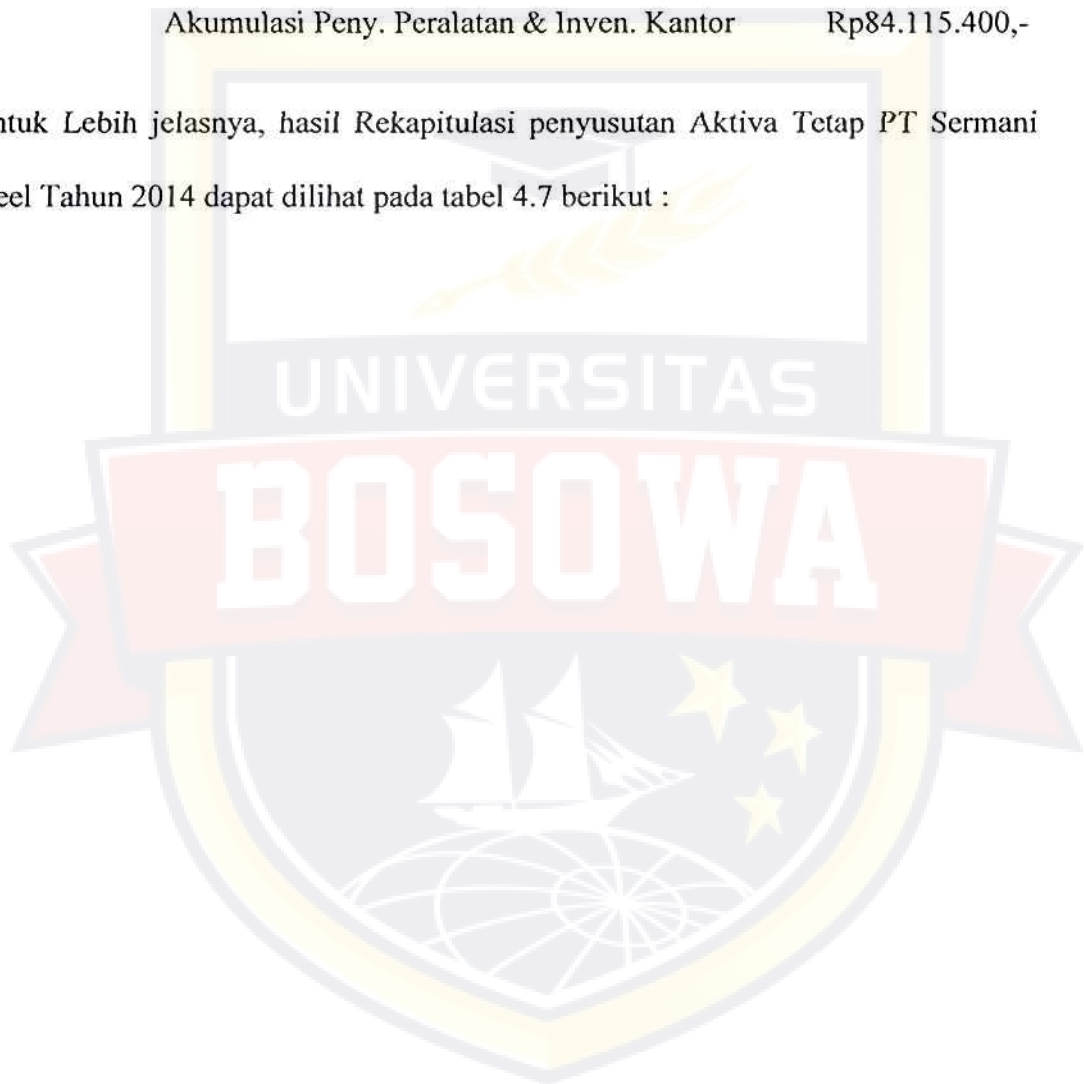 Akumulasi Peny. Peralatan & Inven. Kantor Rp84.115.400,-
ntuk Lebih jelasnya, hasil Rekapitulasi penyusutan Aktiva Tetap PT Sermani
eel Tahun 2014 dapat dilihat pada tabel 4.7 berikut :
UNIVERSITAS
BOSOWA